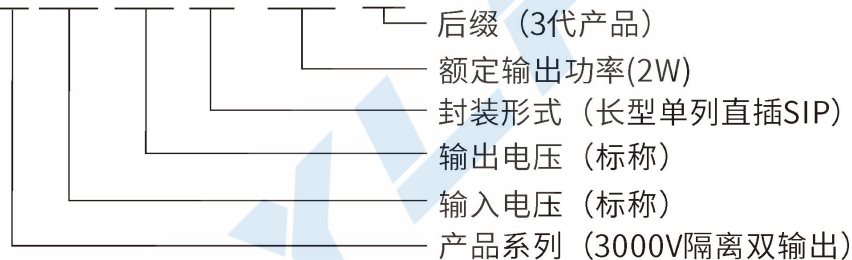 后缀（3代产品）
额定输出功率(2W)
封装形式（长型单列直插SIP）
输出电压（标称）
输入电压（标称）
产品系列（3000V隔离双输出）